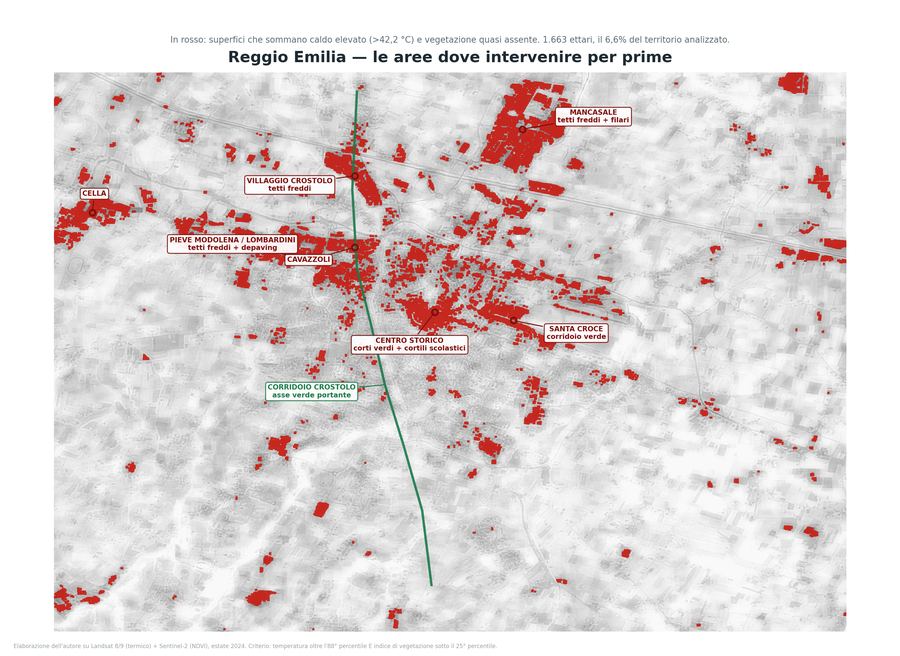 In rosso: superfici che sommano caldo elevato (>42,2 °C) e vegetazione quasi assente. 1.663 ettari, il 6,6% del territorio analizzato.
Reggio Emilia — le aree dove intervenire per prime
MANCASALE
tetti freddi + filari
VILLAGGIO CROSTOLO
tetti freddi
CELLA
PIEVE MODOLENA / LOMBARDINI
tetti freddi + depaving
CAVAZZOLI
SANTA CROCE
corridoio verde
CENTRO STORICO
corti verdi + cortili scolastici
CORRIDOIO CROSTOLO
asse verde portante
Elaborazione dell'autore su Landsat 8/9 (termico) + Sentinel-2 (NDVI), estate 2024. Criterio: temperatura oltre l'88° percentile E indice di vegetazione sotto il 25° percentile.